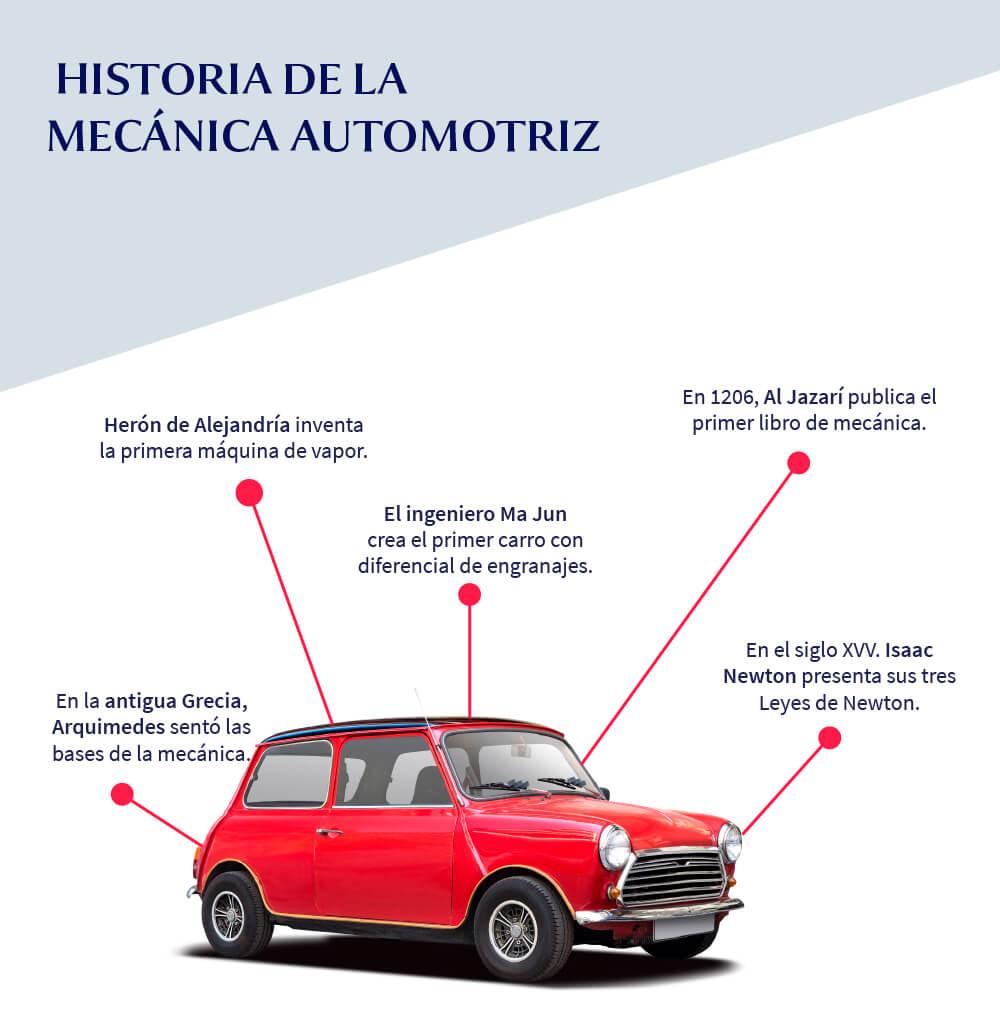 HISTORIA DE LA
MECÁNICA AUTOMOTRIZ
Herón de Alejandría inventa
la primera máquina de vapor.
En 1206, Al Jazarí publica el
primer libro de mecánica.
El ingeniero Ma Jun
crea el primer carro con
diferencial de engranajes.
En el siglo XVV. Isaac
Newton presenta sus tres
Leyes de Newton.
En la antigua Grecia,
Arquimedes sentó las
bases de la mecánica.